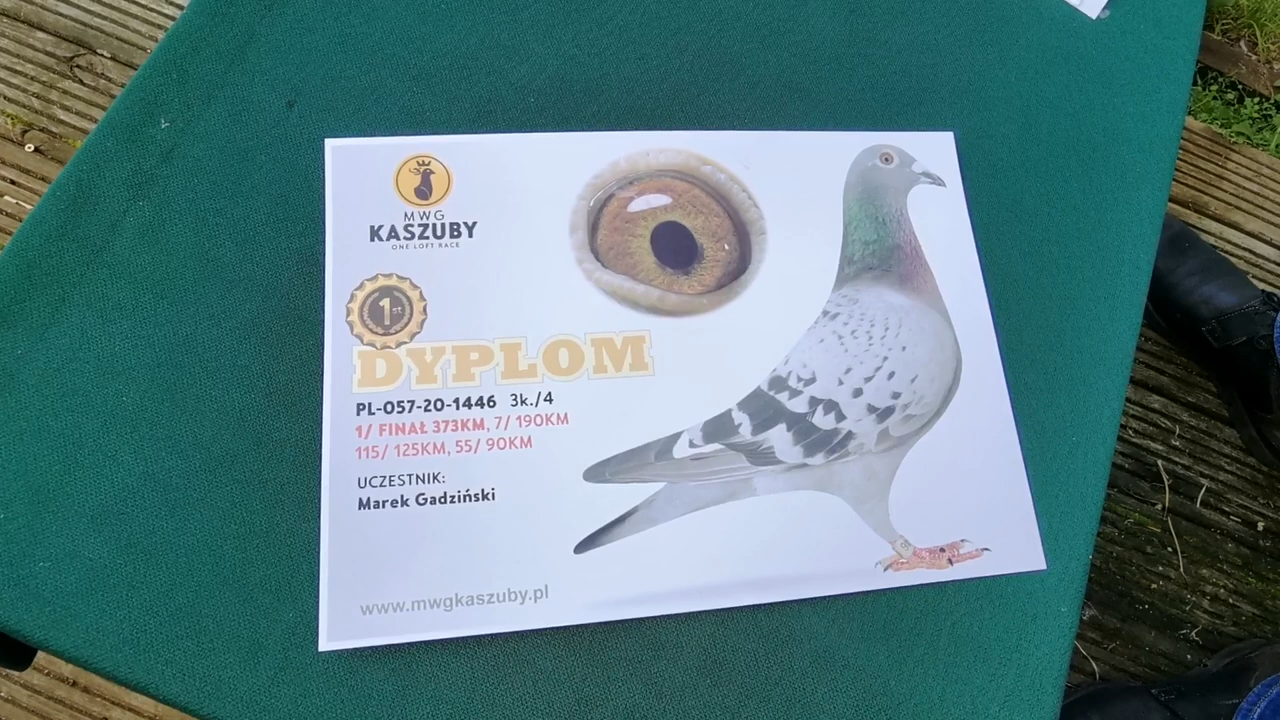 MWG
KASZUBY
ONE LOFT RACE
1st
DYPLOM
PL-057-20-1446 3k./4
1/ FINAŁ 373KM, 7/ 190KM
115/ 125KM, 55/ 90KM
UCZESTNIK:
Marek Gadziński
www.mwgkaszuby.pl